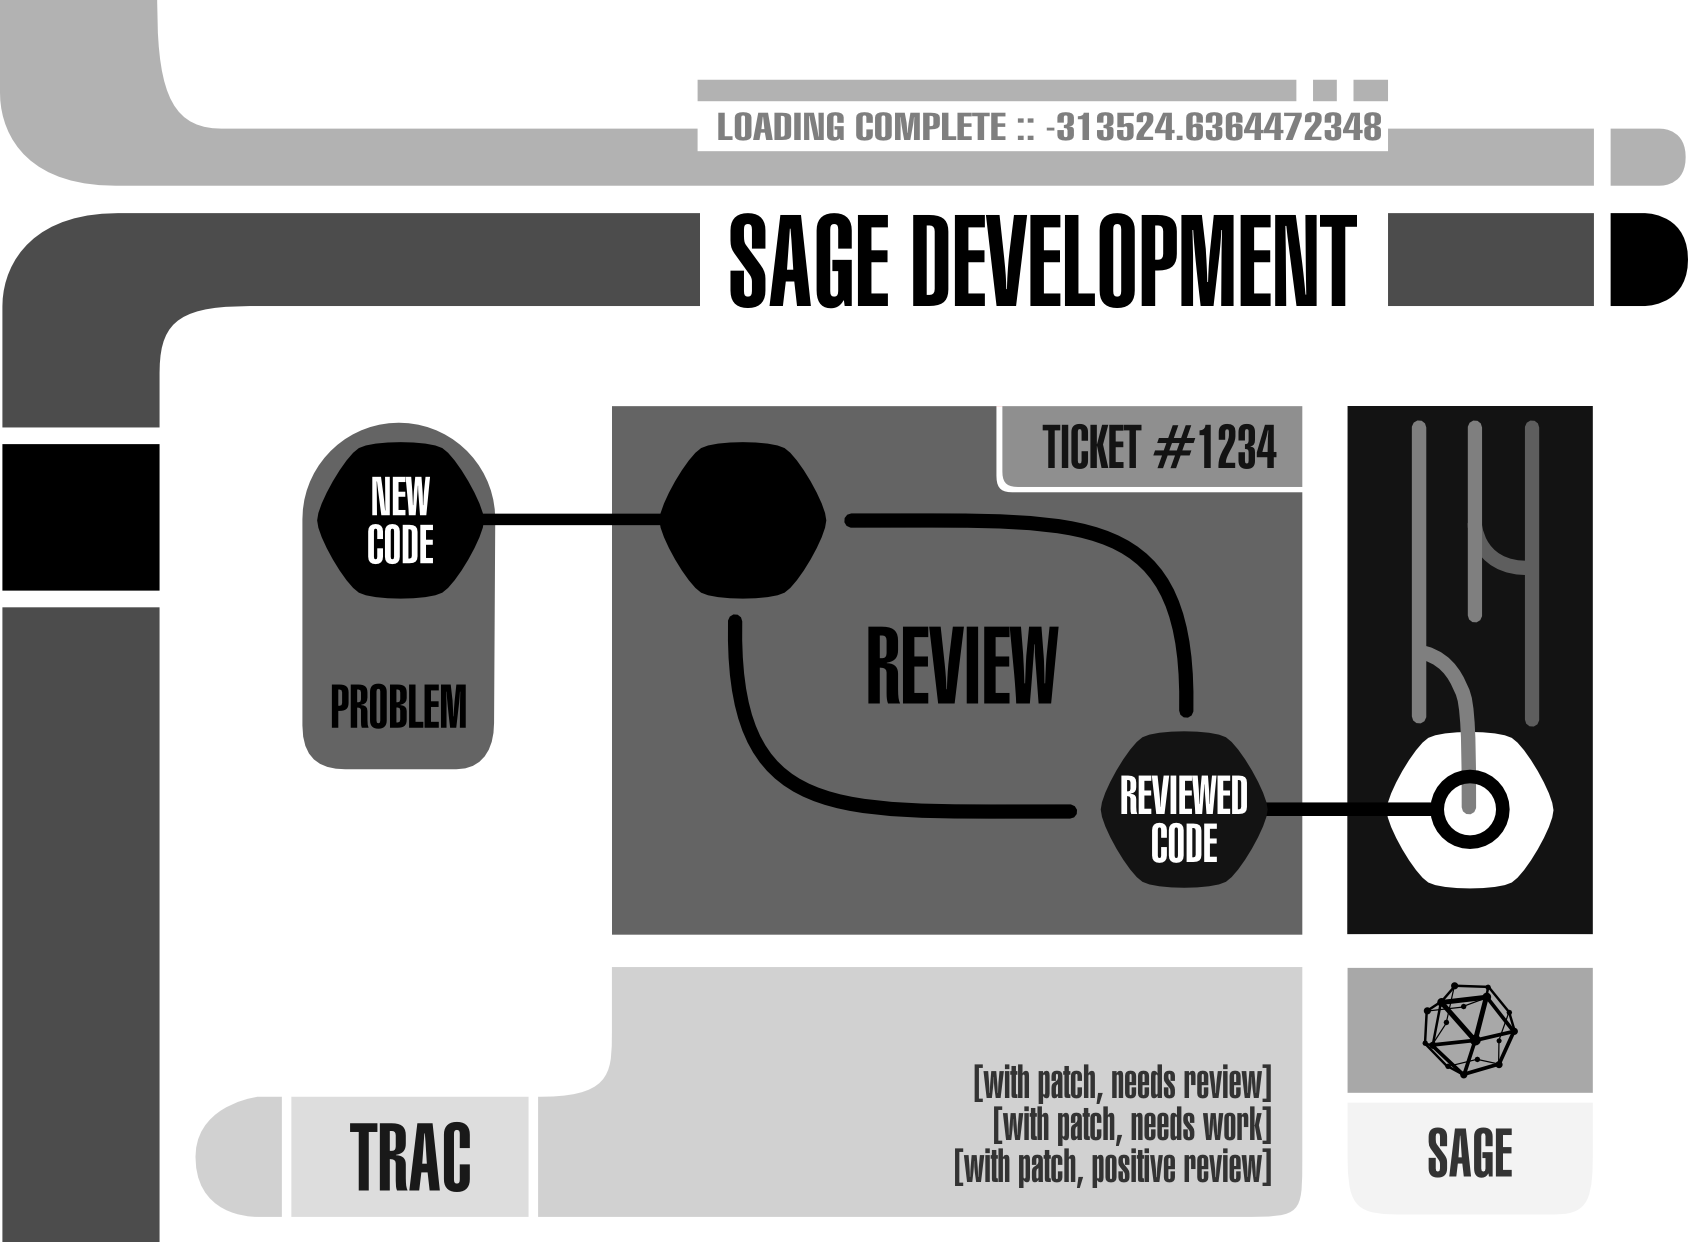 LOADING COMPLETE :: -313524.6364472348
SAGE DEVELOPMENT
TICKET #1234
NEW
CODE
REVIEW
PROBLEM
REVIEWED
CODE
[with patch, needs review]
[with patch, needs work]
[with patch, positive review]
TRAC
SAGE